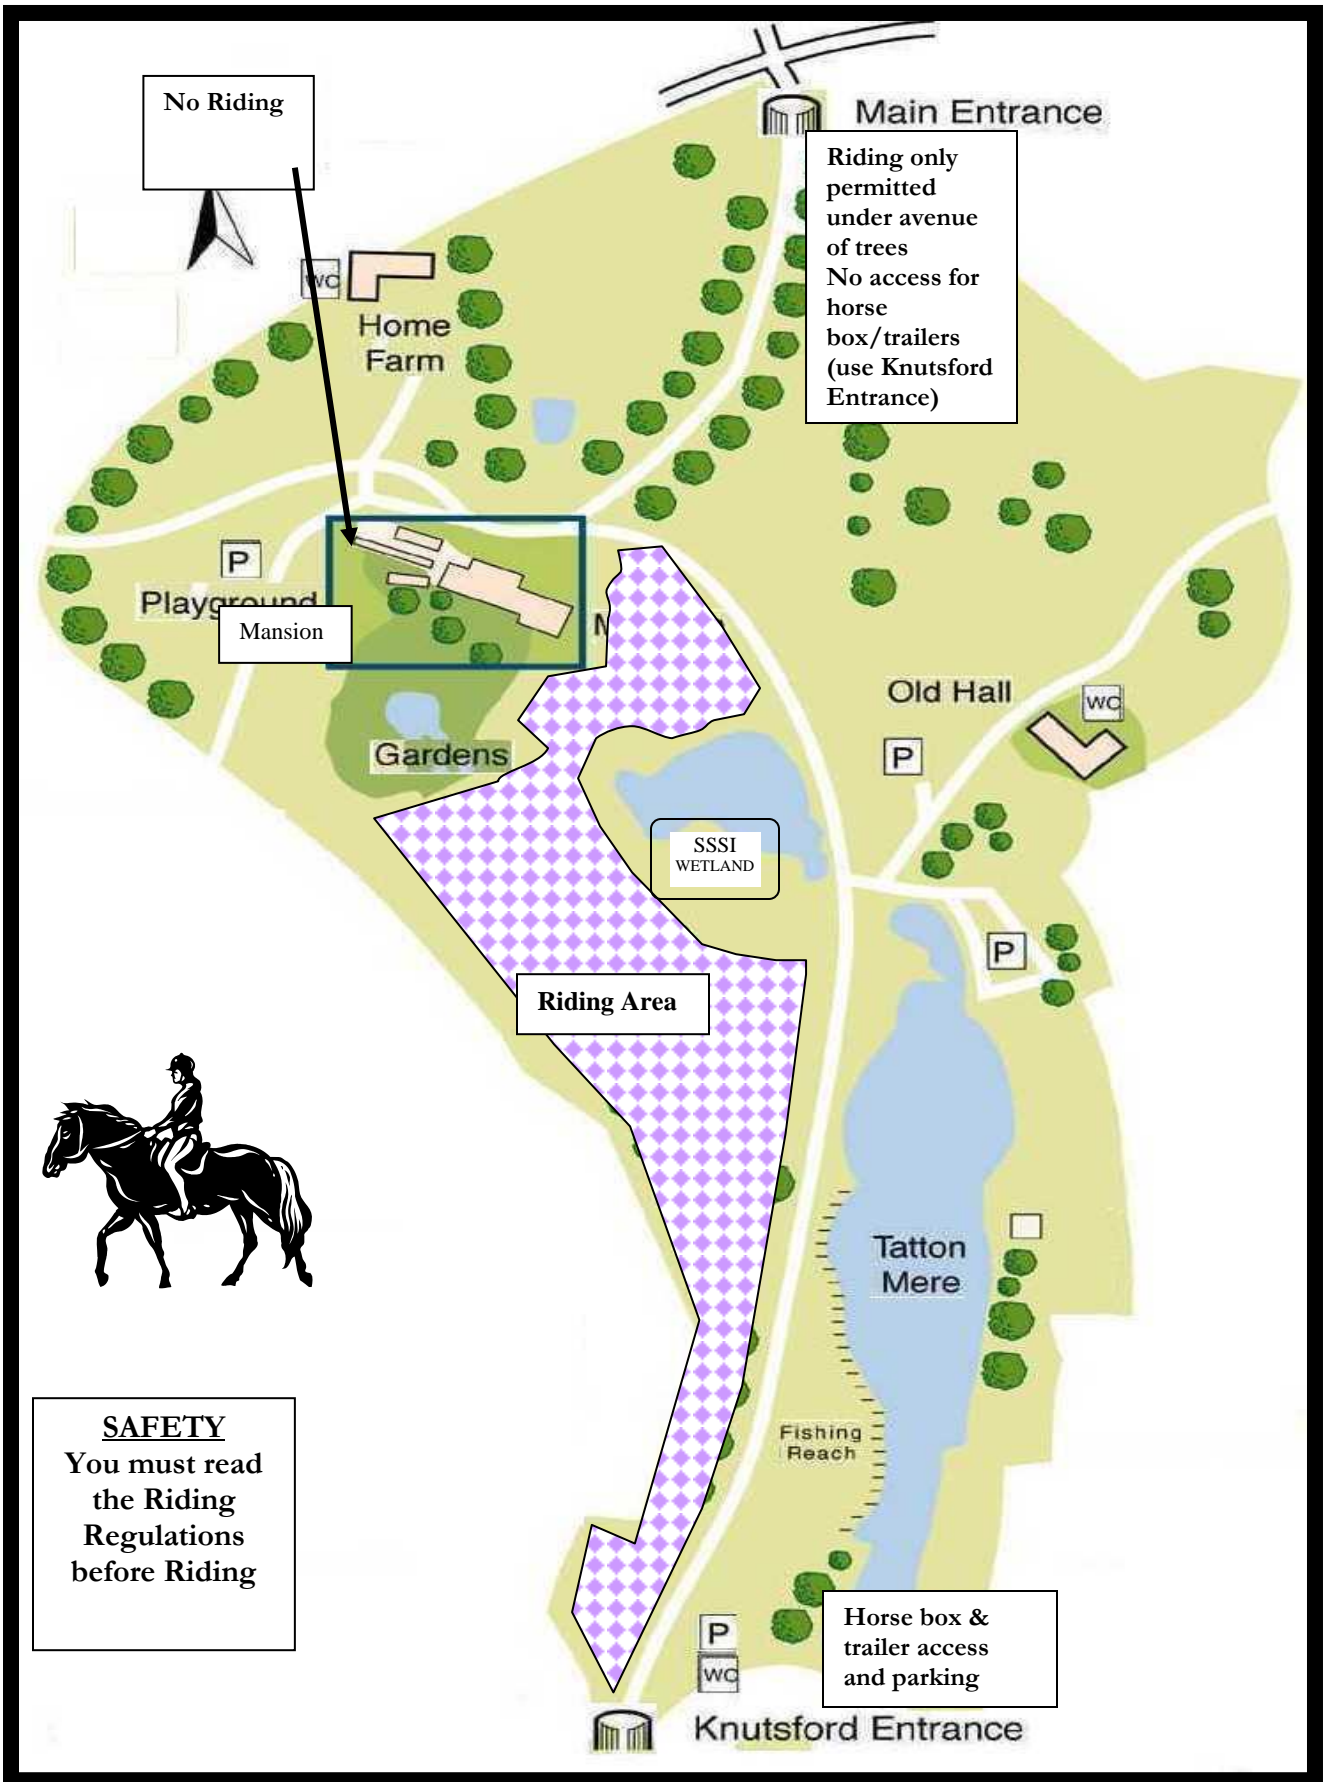 No Riding
Main Entrance
Riding only
permitted
under avenue
of trees
No access for
horse
box/trailers
(use Knutsford
Entrance)
WC
Home
Farm
P
Playground
Mansion
Old Hall
WC
P
Gardens
SSSI
WETLAND
P
Riding Area
Tatton
Mere
Fishing
Reach
SAFETY
You must read
the Riding
Regulations
before Riding
P
WC
Horse box &
trailer access
and parking
Knutsford Entrance